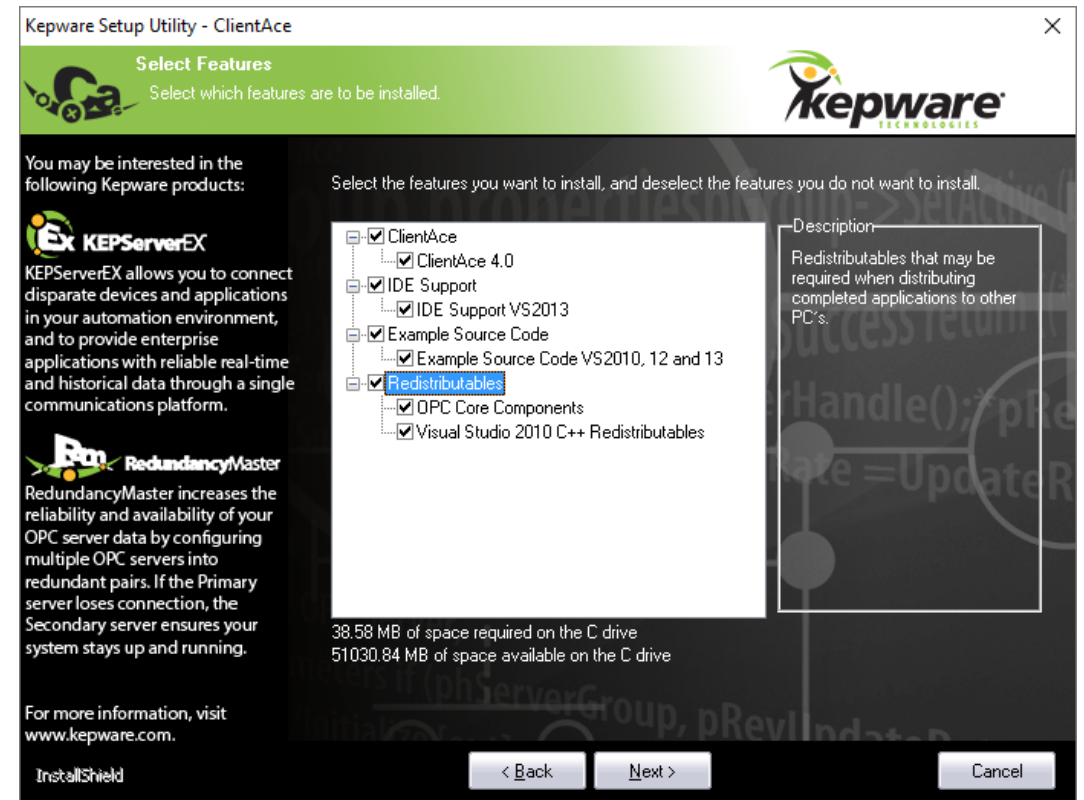 Kepware Setup Utility - ClientAce
Select Features
Select which features are to be installed.
kepware
TECHNOLOGIES
You may be interested in the
following Kepware products:
Ex KEPServerEX
KEPServerEX allows you to connect
disparate devices and applications
in your automation environment,
and to provide enterprise
applications with reliable real-time
and historical data through a single
communications platform.
Rm RedundancyMaster
RedundancyMaster increases the
reliability and availability of your
OPC server data by configuring
multiple OPC servers into
redundant pairs. If the Primary
server loses connection, the
Secondary server ensures your
system stays up and running.
For more information, visit
www.kepware.com.
Select the features you want to install, and deselect the features you do not want to install.
ClientAce
ClientAce 4.0
IDE Support
IDE Support VS2013
Example Source Code
Example Source Code VS2010, 12 and 13
Redistributables
OPC Core Components
Visual Studio 2010 C++ Redistributables
Description
Redistributables that may be
required when distributing
completed applications to other
PC's.
38.58 MB of space required on the C drive
51030.84 MB of space available on the C drive
InstallShield
< Back
Next >
Cancel